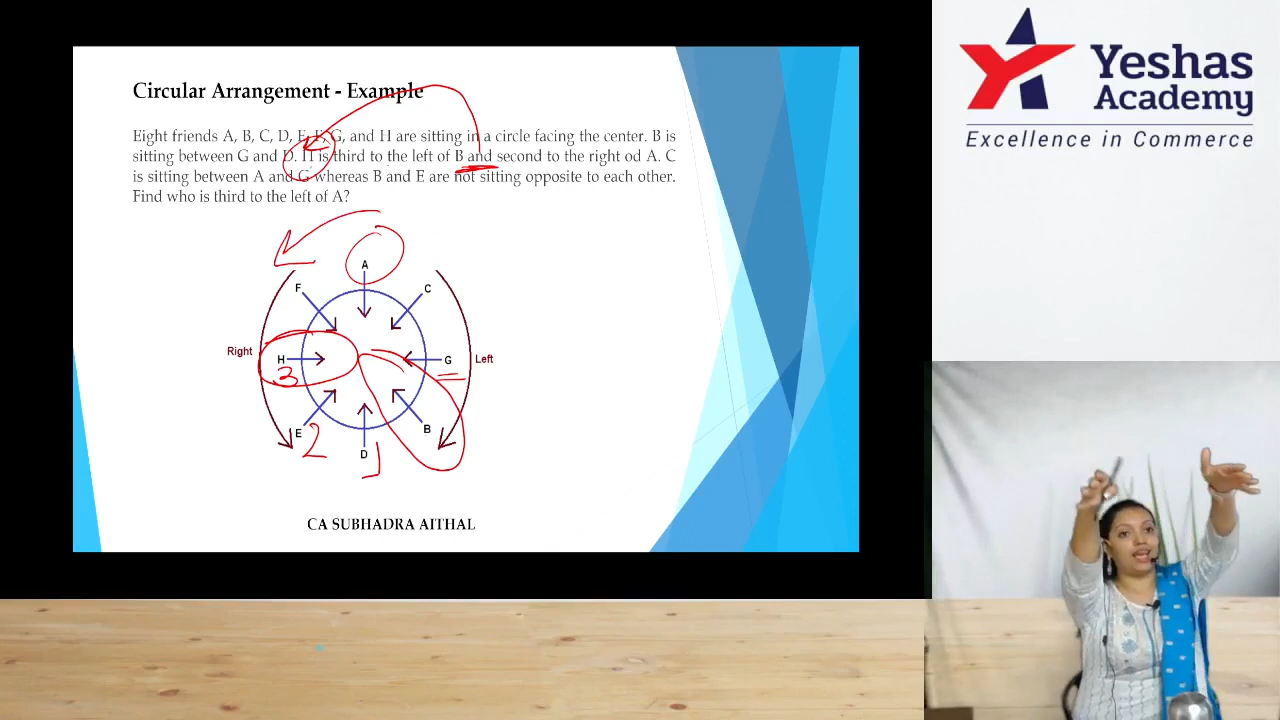 Circular Arrangement - Example
Eight friends A, B, C, D, E, F, G, and H are sitting in a circle facing the center. B is
sitting between G and D. H is third to the left of B and second to the right od A. C
is sitting between A and G whereas B and E are not sitting opposite to each other.
Find who is third to the left of A?
A
F
C
Right
H
G
Left
3
E
B
2
D
1
CA SUBHADRA AITHAL
Yeshas
Academy
Excellence in Commerce